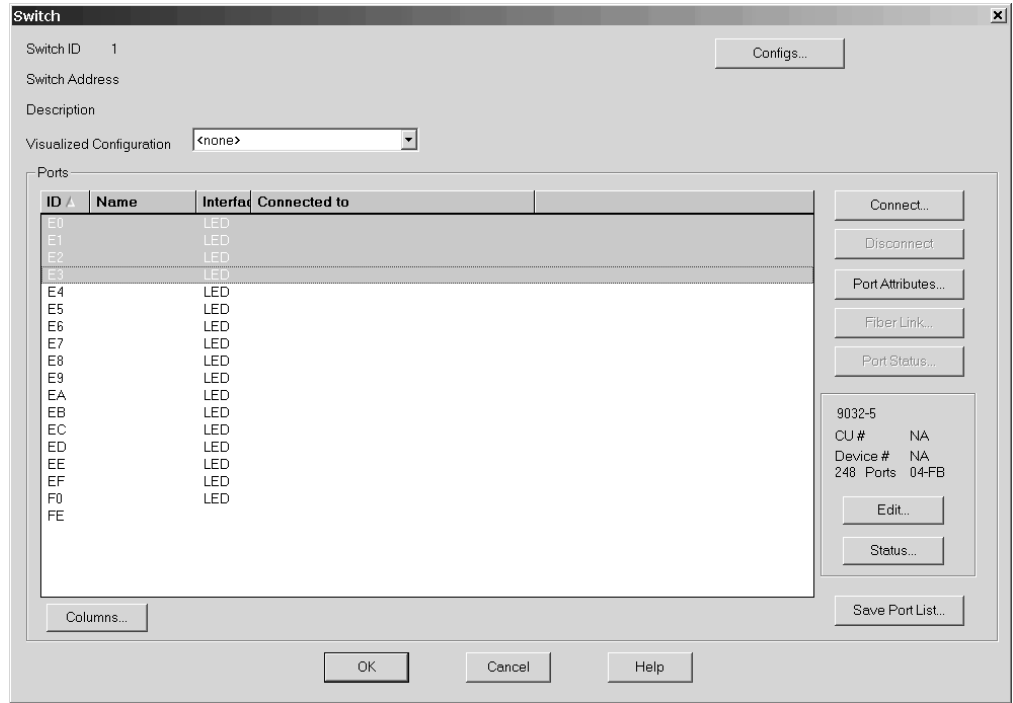 Switch
Switch ID 1
Configs...
Switch Address
Description
Visualized Configuration <none>
Ports
ID Name Interfac Connected to
E0 LED
E1 LED
E2 LED
E3 LED
E4 LED
E5 LED
E6 LED
E7 LED
E8 LED
E9 LED
EA LED
EB LED
EC LED
ED LED
EE LED
EF LED
F0 LED
FE
Connect...
Disconnect
Port Attributes...
Fiber Link...
Port Status...
9032-5
CU # NA
Device # NA
248 Ports 04-FB
Edit...
Status...
Columns...
Save Port List...
OK Cancel Help